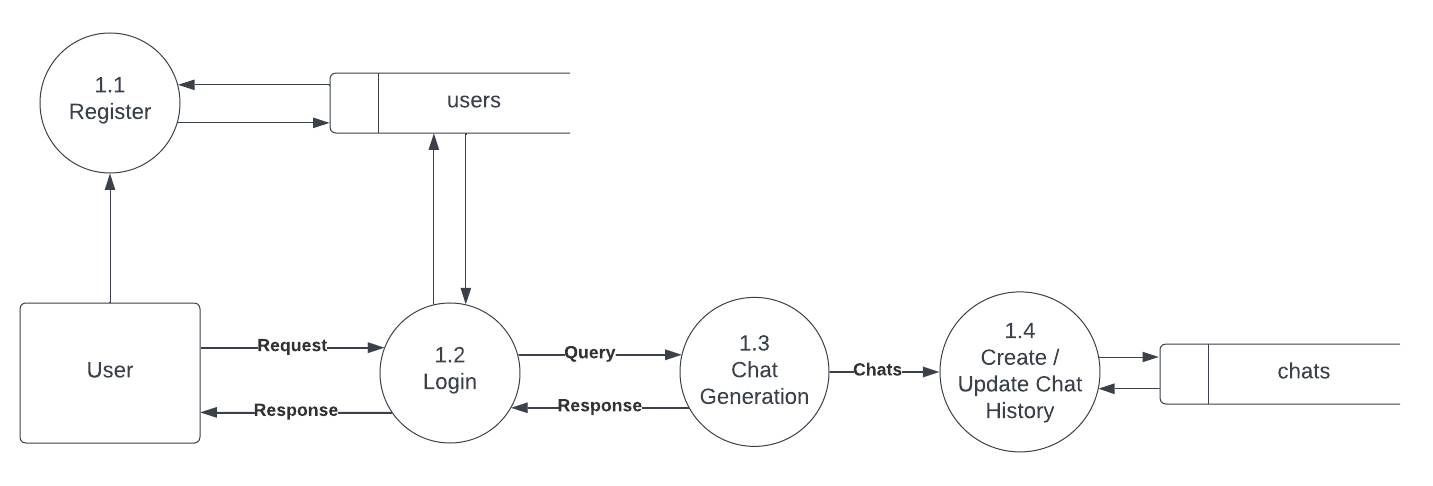 1.1
Register
users
User
Request
Response
1.2
Login
Query
Response
1.3
Chat
Generation
Chats
1.4
Create /
Update Chat
History
chats